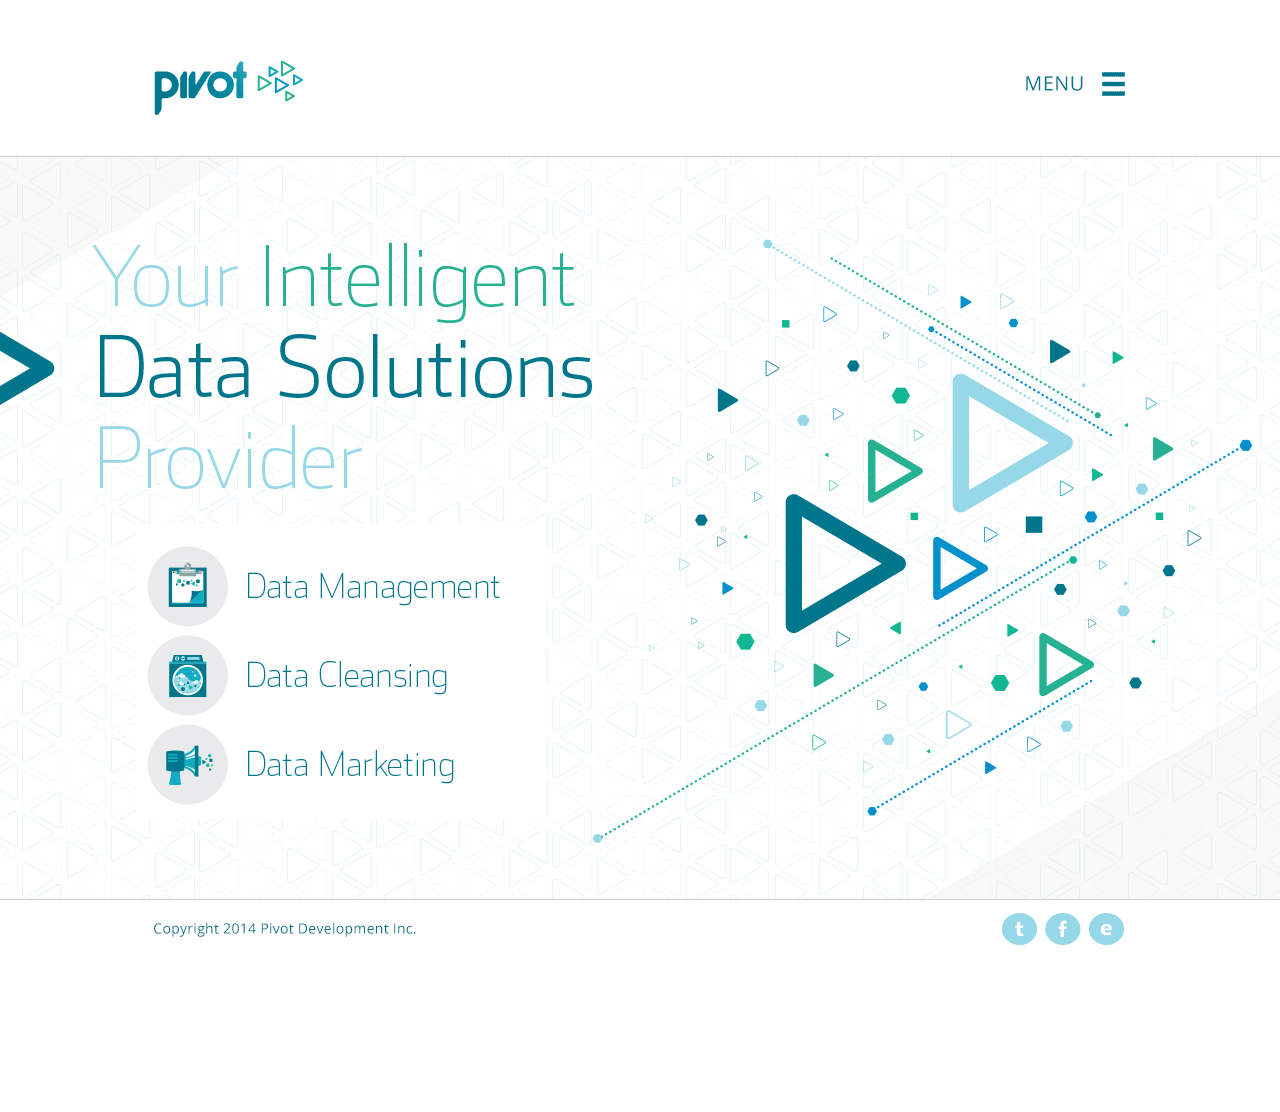 pivot
MENU
Your Intelligent
Data Solutions
Provider
Data Management
Data Cleansing
Data Marketing
Copyright 2014 Pivot Development Inc.
t f e